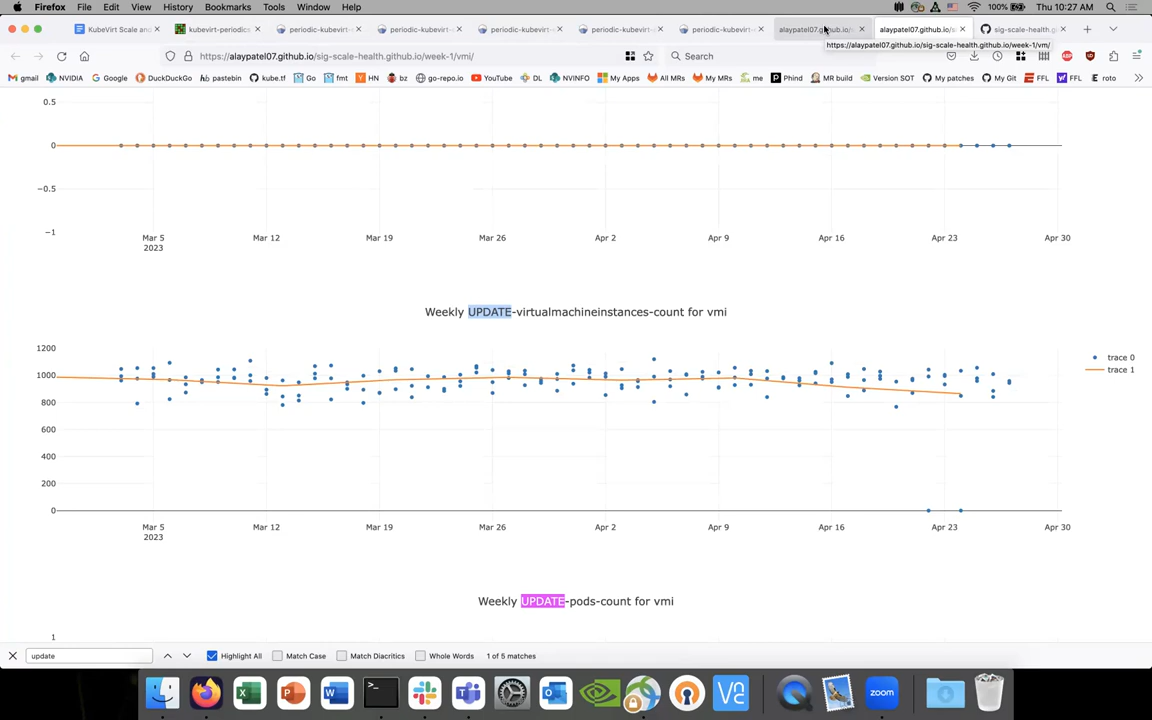 Firefox File Edit View History Bookmarks Tools Window Help 100% Thu 10:27 AM
KubeVirt Scale and kubevirt-periodics periodic-kubevirt- periodic-kubevirt- periodic-kubevirt- periodic-kubevirt- periodic-kubevirt- alaypatel07.github.io/s alaypatel07.github.io/s sig-scale-health.github
https://alaypatel07.github.io/sig-scale-health.github.io/week-1/vm/
https://alaypatel07.github.io/sig-scale-health.github.io/week-1/vmi/ Search
gmail NVIDIA Google DuckDuckGo pastebin kube.tf Go fmt HN bz go-repo.io YouTube NVINFO DL My Apps All MRs My MRs me Phind MR build Version SOT My patches My Git FFL FFL roto
0.5
0
−0.5
−1
Mar 5 Mar 12 Mar 19 Mar 26 Apr 2 Apr 9 Apr 16 Apr 23 Apr 30
2023
Weekly UPDATE-virtualmachineinstances-count for vmi
1200
1000
800
600
400
200
0
trace 0
trace 1
Mar 5 Mar 12 Mar 19 Mar 26 Apr 2 Apr 9 Apr 16 Apr 23 Apr 30
2023
Weekly UPDATE-pods-count for vmi
1
update Highlight All Match Case Match Diacritics Whole Words 1 of 5 matches
zoom